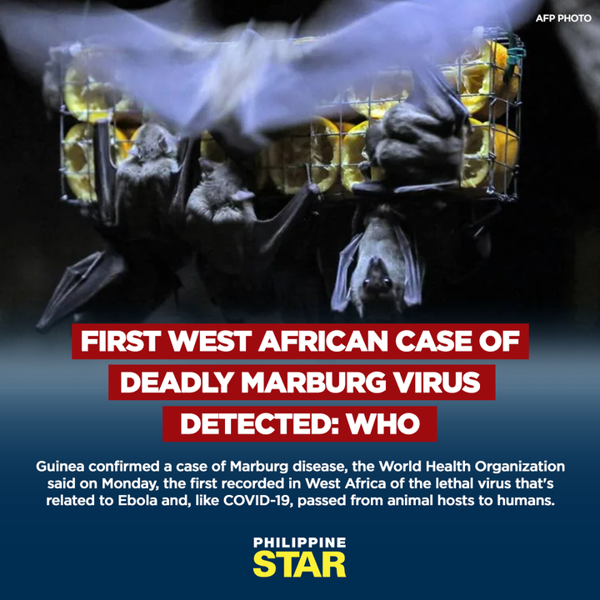 AFP PHOTO
FIRST WEST AFRICAN CASE OF
DEADLY MARBURG VIRUS
DETECTED: WHO
Guinea confirmed a case of Marburg disease, the World Health Organization
said on Monday, the first recorded in West Africa of the lethal virus that's
related to Ebola and, like COVID-19, passed from animal hosts to humans.
PHILIPPINE
STAR